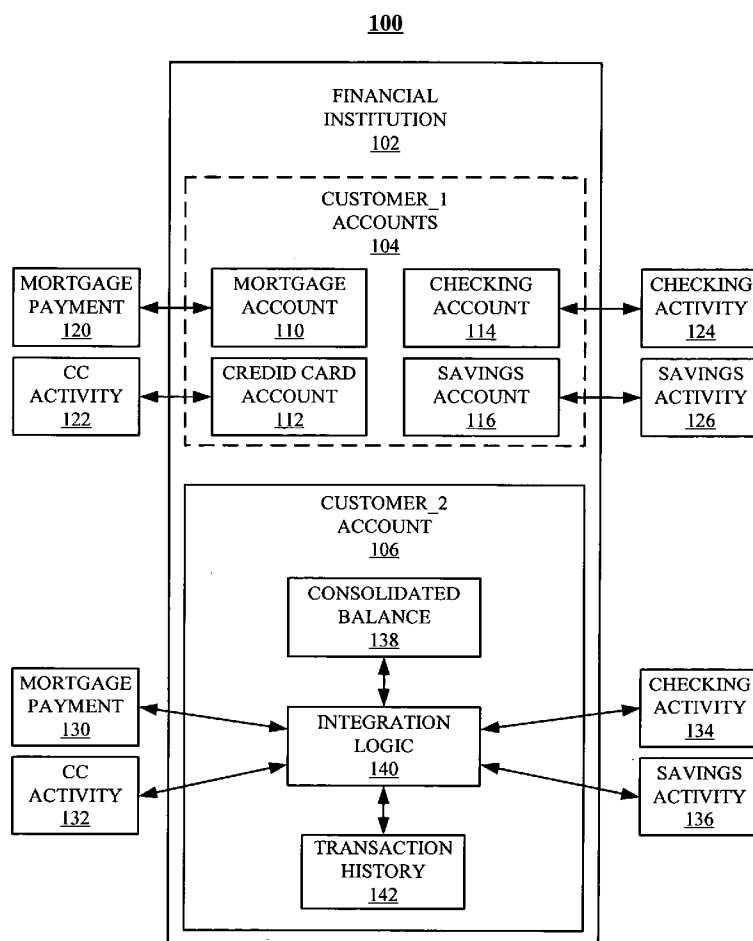 100
FINANCIAL
INSTITUTION
102
CUSTOMER_1
ACCOUNTS
104
MORTGAGE
PAYMENT
120
MORTGAGE
ACCOUNT
110
CHECKING
ACCOUNT
114
CHECKING
ACTIVITY
124
CC
ACTIVITY
122
CREDID CARD
ACCOUNT
112
SAVINGS
ACCOUNT
116
SAVINGS
ACTIVITY
126
CUSTOMER_2
ACCOUNT
106
CONSOLIDATED
BALANCE
138
MORTGAGE
PAYMENT
130
INTEGRATION
LOGIC
140
CHECKING
ACTIVITY
134
CC
ACTIVITY
132
SAVINGS
ACTIVITY
136
TRANSACTION
HISTORY
142